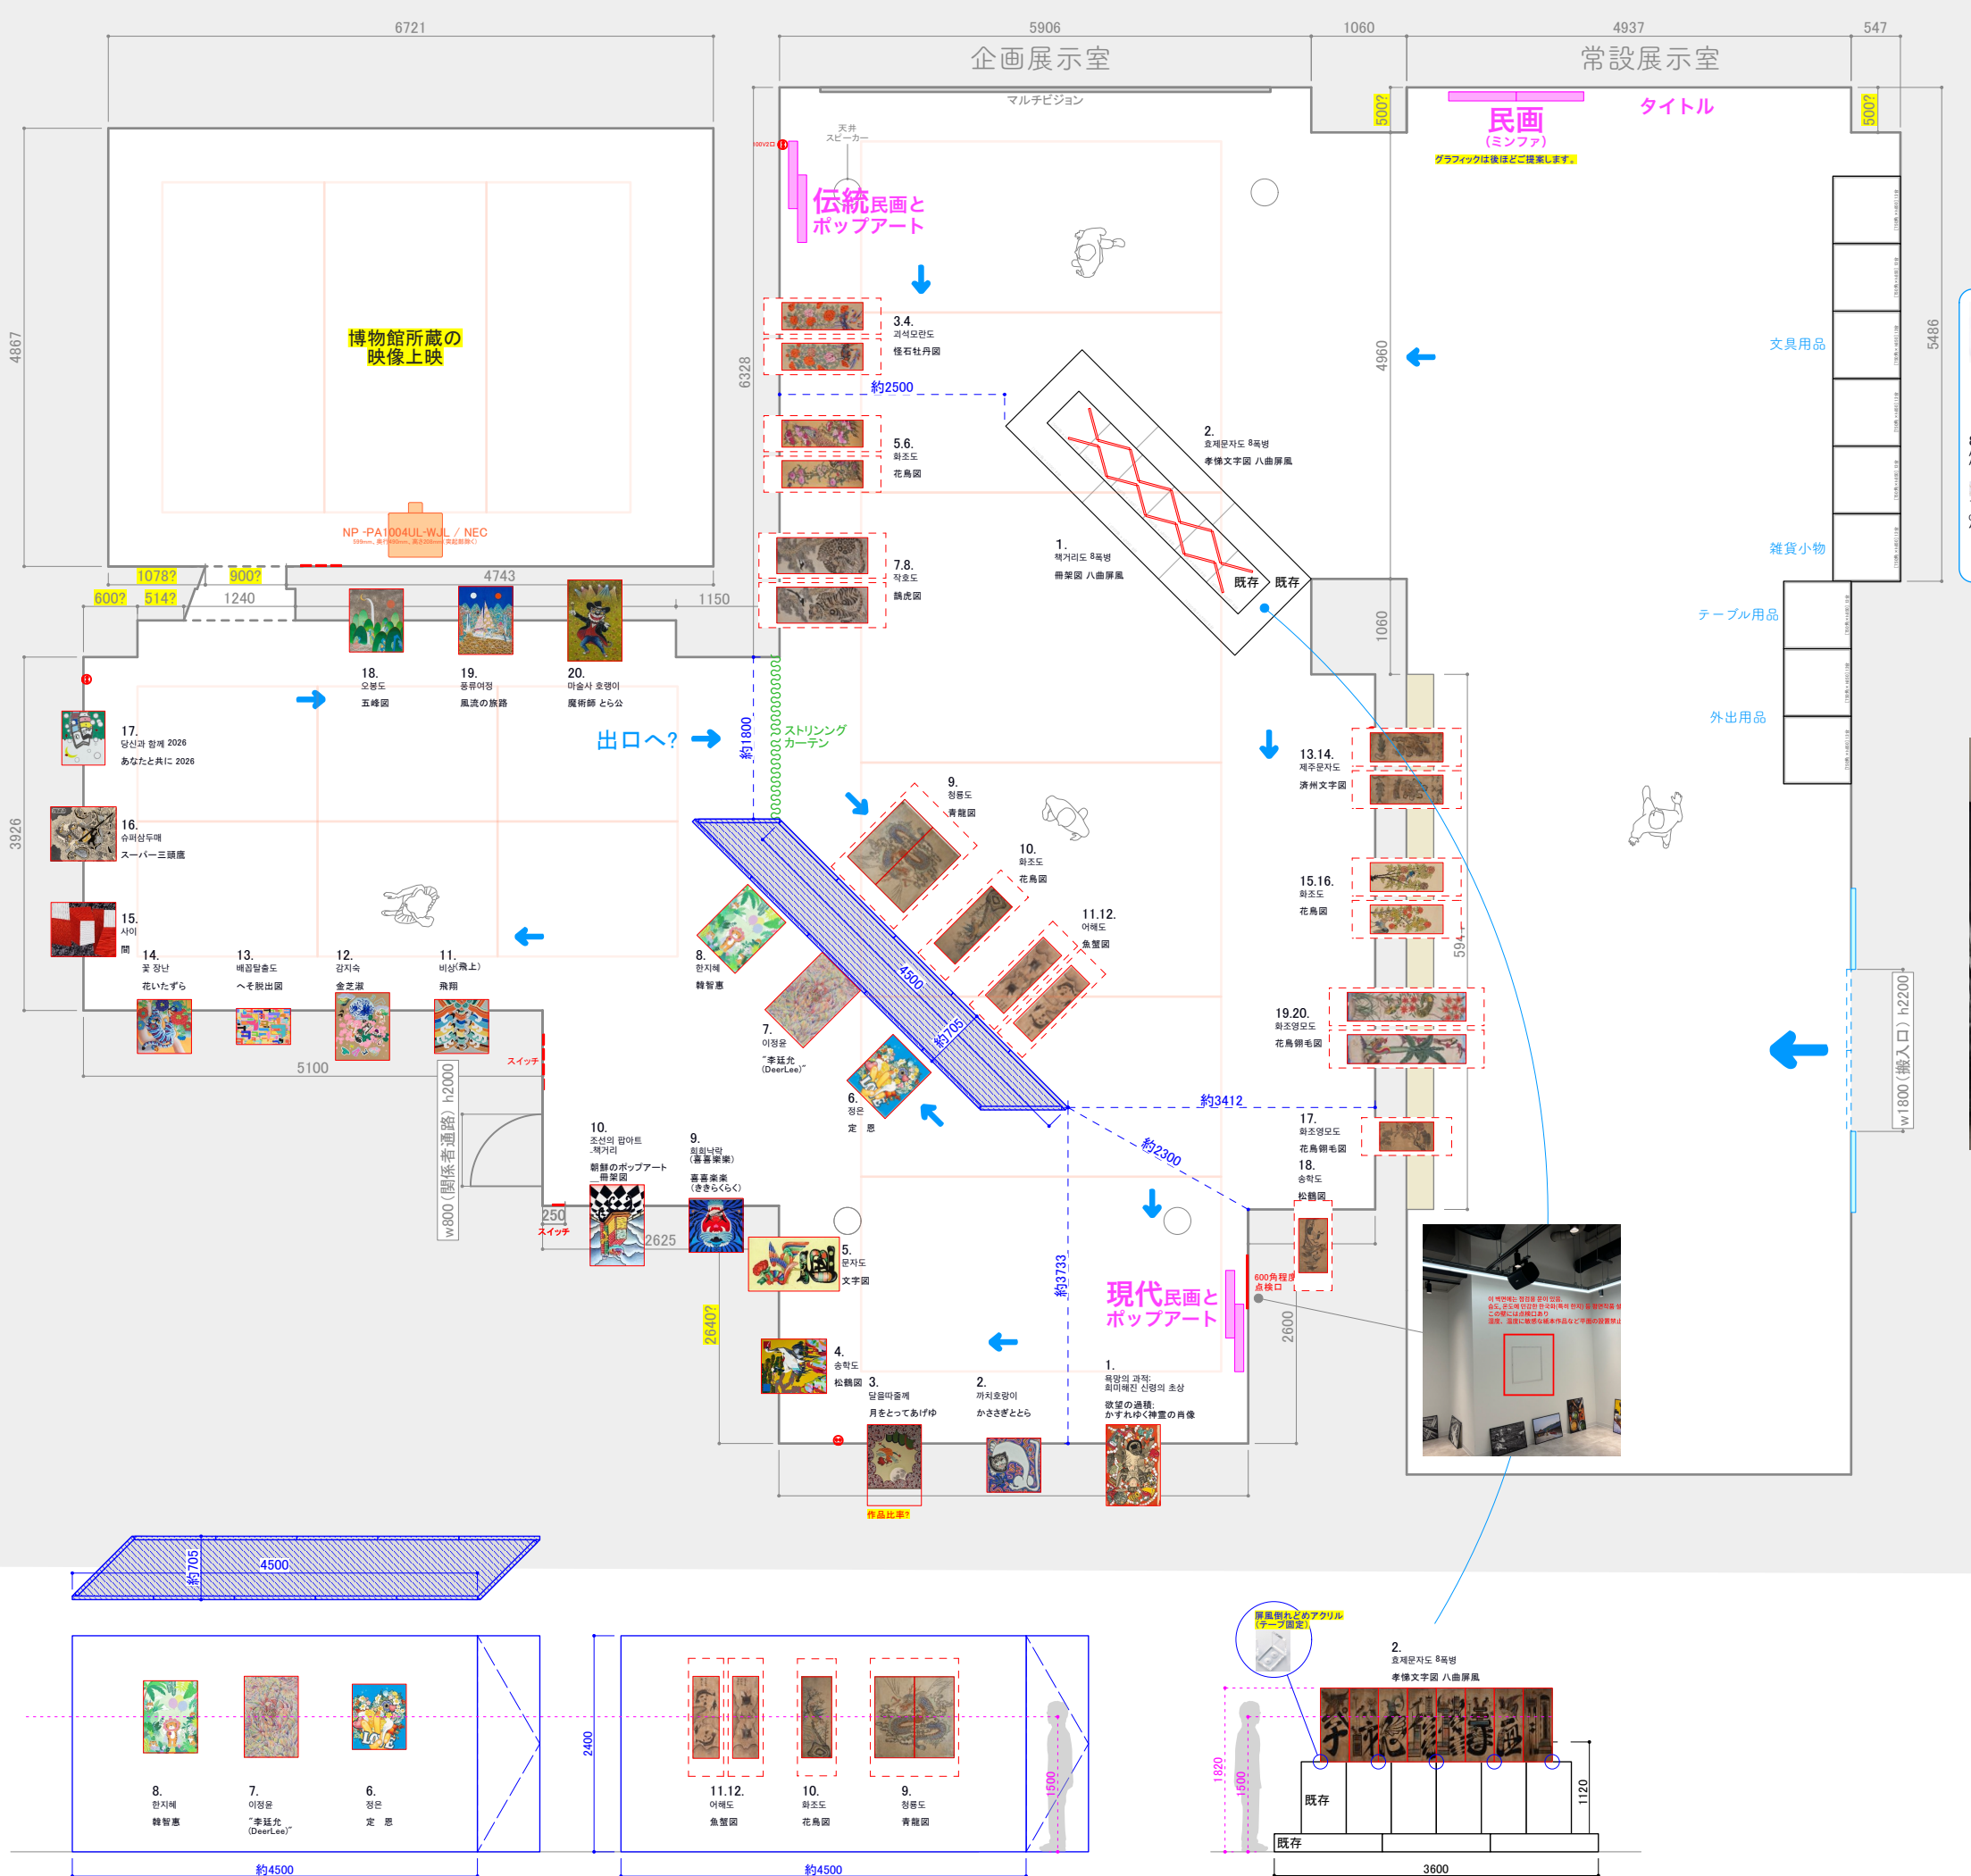 6721
5906
1060
4937
547
企画展示室
常設展示室
マルチビジョン
500?
500?
タイトル
民画
(ミンファ)
グラフィックは後ほどご提案します。
天井
スピーカー
100V2口
伝統民画と
ポップアート
4867
博物館所蔵の
映像上映
6328
4960
5486
3.4.
괴석모란도
怪石牡丹図
約2500
文具用品
5.6.
화조도
花鳥図
2.
효제문자도 8폭병
孝悌文字図 八曲屏風
NP -PA1004UL-WJL / NEC
1.
책거리도 8폭병
冊架図 八曲屏風
雑貨小物
7.8.
작호도
鵲虎図
既存
既存
1078?
900?
4743
600?
514?
1240
1150
1060
テーブル用品
18.
오봉도
五峰図
19.
풍류여정
風流の旅路
20.
마술사 호랭이
魔術師 とら公
17.
당신과 함께 2026
あなたと共に 2026
出口へ?
約1800
ストリング
カーテン
外出用品
13.14.
제주문자도
済州文字図
3926
16.
슈퍼삼두매
スーパー三頭鷹
9.
청룡도
青龍図
10.
화조도
花鳥図
15.16.
화조도
花鳥図
15.
사이
間
11.12.
어해도
魚蟹図
594
14.
꽃 장난
花いたずら
13.
배꼽탈출도
へそ脱出図
12.
감지숙
金芝淑
11.
비상(飛上)
飛翔
8.
한지혜
韓智惠
4500
約705
7.
이정윤
"李廷允
(DeerLee)"
19.20.
화조영모도
花鳥翎毛図
w1800(搬入口) h2200
スイッチ
5100
w800(関係者通路) h2000
6.
정은
定 恩
約3412
約2300
17.
화조영모도
花鳥翎毛図
18.
송학도
松鶴図
10.
조선의 팝아트
_책거리
朝鮮のポップアート
__冊架図
9.
희희낙락
(喜喜樂樂)
喜喜楽楽
(ききらくらく)
250
スイッチ
2625
5.
문자도
文字図
約3733
600角程度
点検口
現代民画と
ポップアート
2640?
2600
この壁には点検口あり
4.
송학도
松鶴図
3.
달을따줄께
月をとってあげゆ
2.
까치호랑이
かささぎととら
1.
욕망의 과적;
희미해진 신령의 초상
欲望の過積;
かすれゆく神霊の肖像
作品比率?
約705
4500
8.
한지혜
韓智惠
7.
이정윤
"李廷允
(DeerLee)"
6.
정은
定 恩
約4500
2400
11.12.
어해도
魚蟹図
10.
화조도
花鳥図
9.
청룡도
青龍図
1500
約4500
屏風倒れどめアクリル
(テープ固定)
2.
효제문자도 8폭병
孝悌文字図 八曲屏風
1820
1500
既存
1120
既存
3600